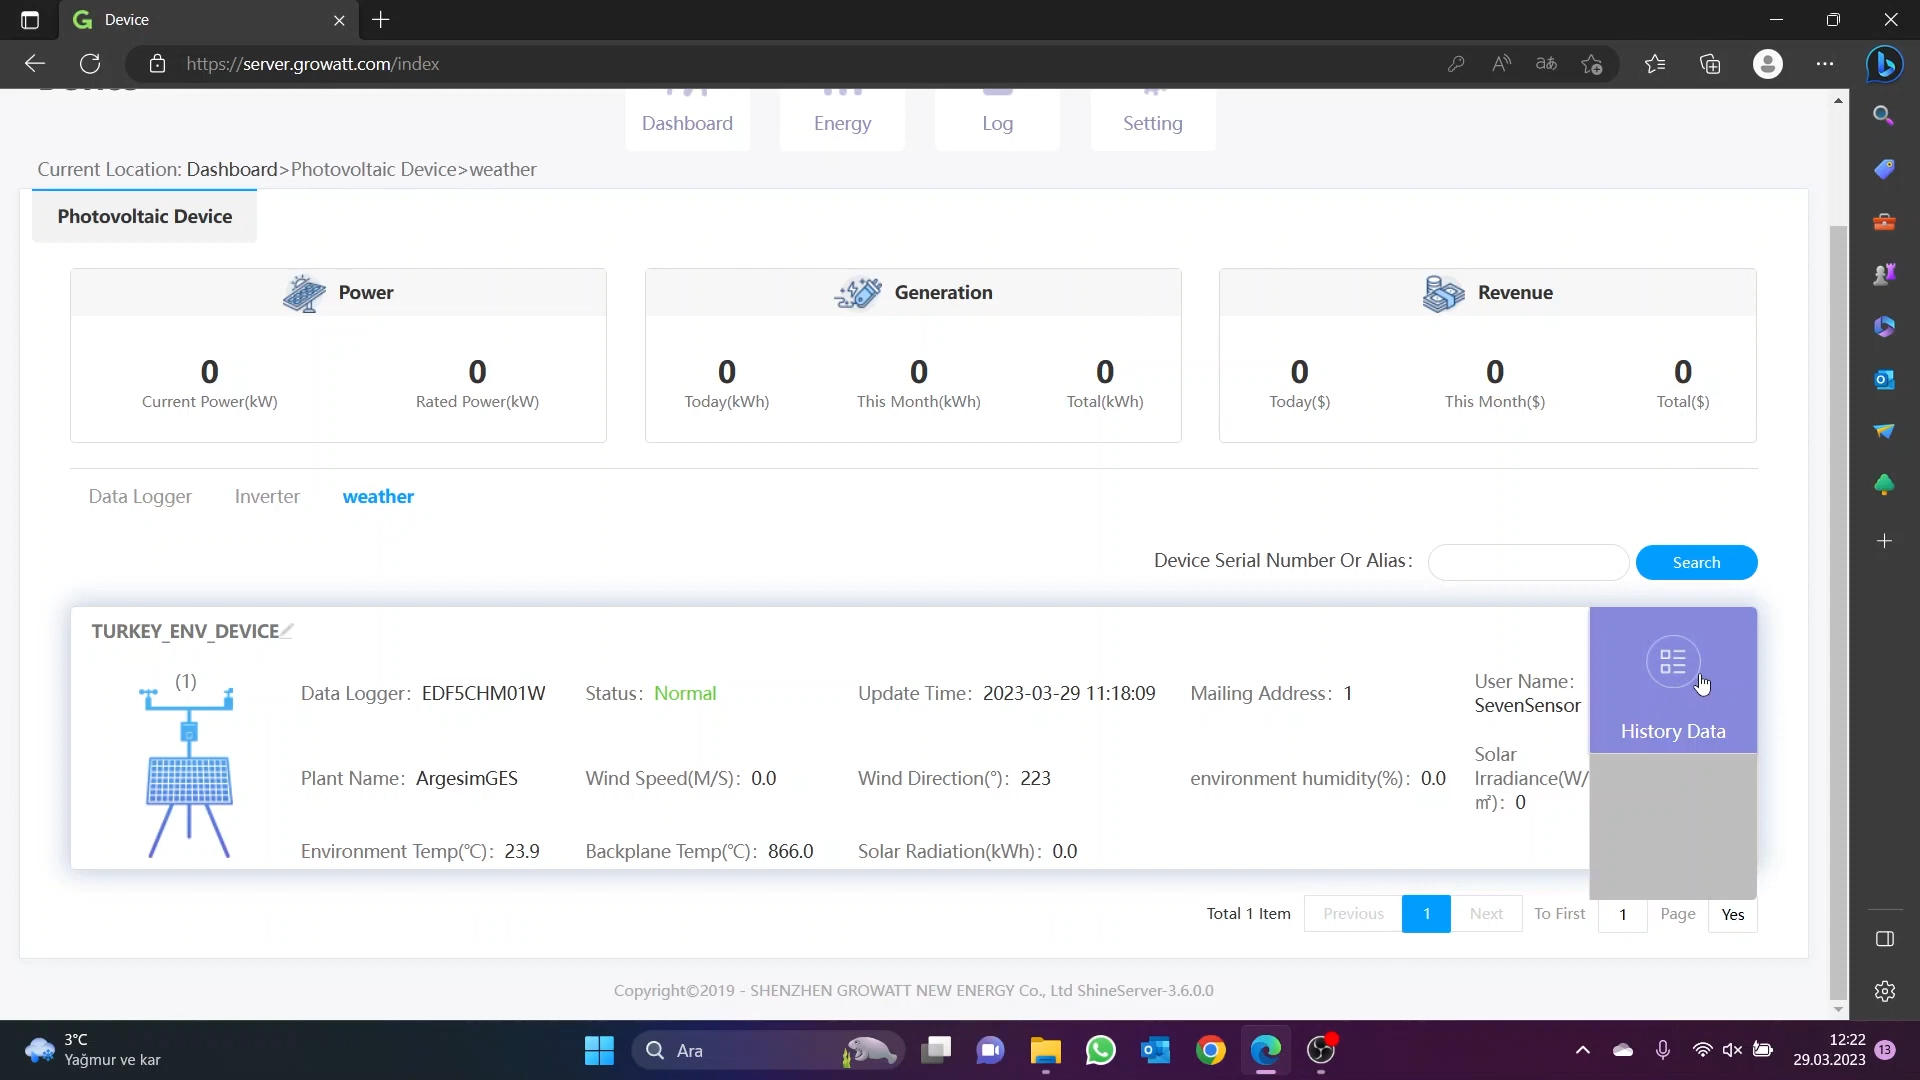 Device
https://server.growatt.com/index
Dashboard
Energy
Log
Setting
Current Location: Dashboard>Photovoltaic Device>weather
Photovoltaic Device
Power
Generation
Revenue
0
0
0
0
0
0
0
0
Current Power(kW)
Rated Power(kW)
Today(kWh)
This Month(kWh)
Total(kWh)
Today($)
This Month($)
Total($)
Data Logger
Inverter
weather
Device Serial Number Or Alias:
Search
TURKEY_ENV_DEVICE
(1)
Data Logger: EDF5CHM01W
Status: Normal
Update Time: 2023-03-29 11:18:09
Mailing Address: 1
User Name:
SevenSensor
History Data
Plant Name: ArgesimGES
Wind Speed(M/S): 0.0
Wind Direction(°): 223
environment humidity(%): 0.0
Solar
Irradiance(W/
㎡): 0
Environment Temp(℃): 23.9
Backplane Temp(℃): 866.0
Solar Radiation(kWh): 0.0
Total 1 Item
Previous
1
Next
To First
1
Page
Yes
Copyright©2019 - SHENZHEN GROWATT NEW ENERGY Co., Ltd ShineServer-3.6.0.0
3°C
Yağmur ve kar
Ara
12:22
29.03.2023
13